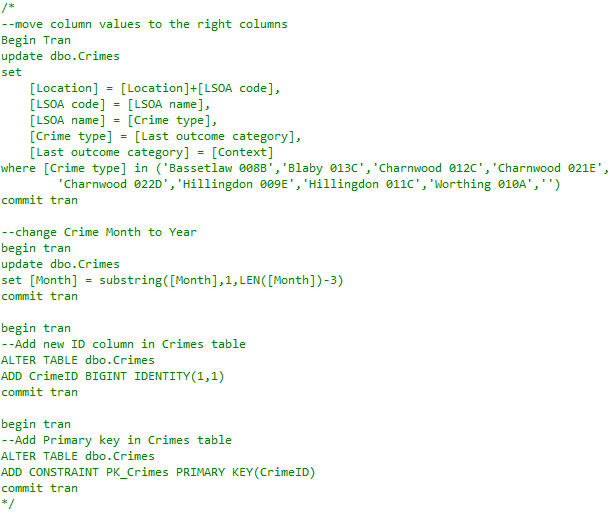 /*
--move column values to the right columns
Begin Tran
update dbo.Crimes
set
    [Location] = [Location]+[LSOA code],
    [LSOA code] = [LSOA name],
    [LSOA name] = [Crime type],
    [Crime type] = [Last outcome category],
    [Last outcome category] = [Context]
where [Crime type] in ('Bassetlaw 008B','Blaby 013C','Charnwood 012C','Charnwood 021E',
        'Charnwood 022D','Hillingdon 009E','Hillingdon 011C','Worthing 010A','')
commit tran

--change Crime Month to Year
begin tran
update dbo.Crimes
set [Month] = substring([Month],1,LEN([Month])-3)
commit tran

begin tran
--Add new ID column in Crimes table
ALTER TABLE dbo.Crimes
ADD CrimeID BIGINT IDENTITY(1,1)
commit tran

begin tran
--Add Primary key in Crimes table
ALTER TABLE dbo.Crimes
ADD CONSTRAINT PK_Crimes PRIMARY KEY(CrimeID)
commit tran
*/